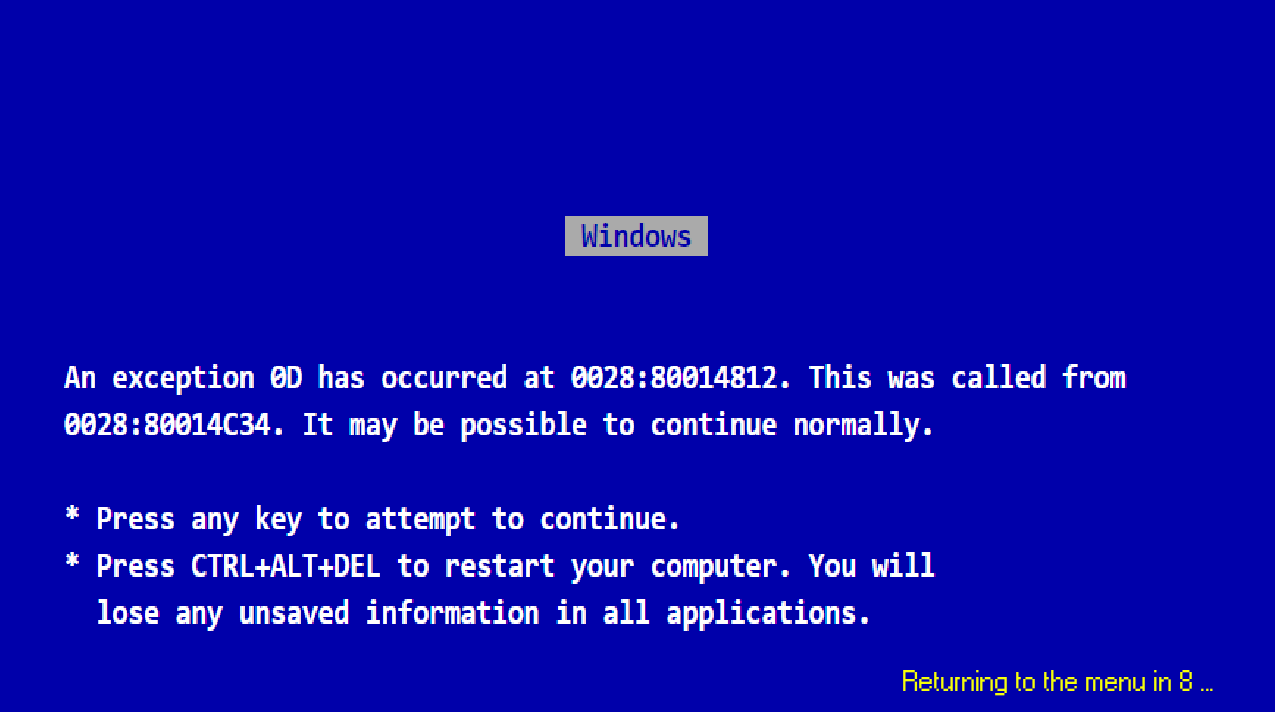 Windows
An exception 0D has occurred at 0028:80014812. This was called from
0028:80014C34. It may be possible to continue normally.
* Press any key to attempt to continue.
* Press CTRL+ALT+DEL to restart your computer. You will
lose any unsaved information in all applications.
Returning to the menu in 8 ...